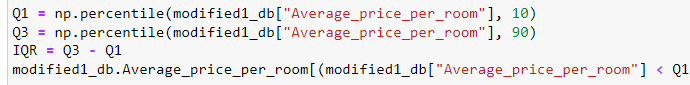 Q1 = np.percentile(modified1_db["Average_price_per_room"], 10)
Q3 = np.percentile(modified1_db["Average_price_per_room"], 90)
IQR = Q3 - Q1
modified1_db.Average_price_per_room[(modified1_db["Average_price_per_room"] < Q1